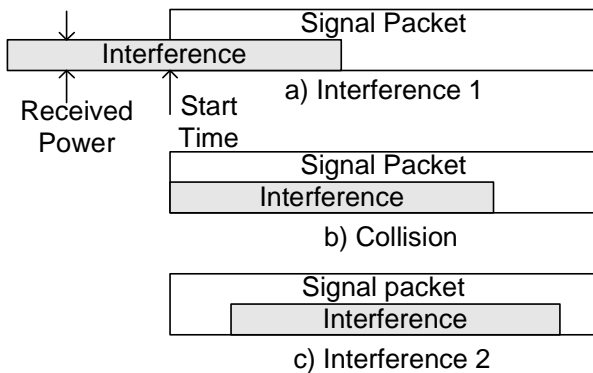 Signal Packet
Interference
a) Interference 1
Received
Power
Start
Time
Signal Packet
Interference
b) Collision
Signal packet
Interference
c) Interference 2